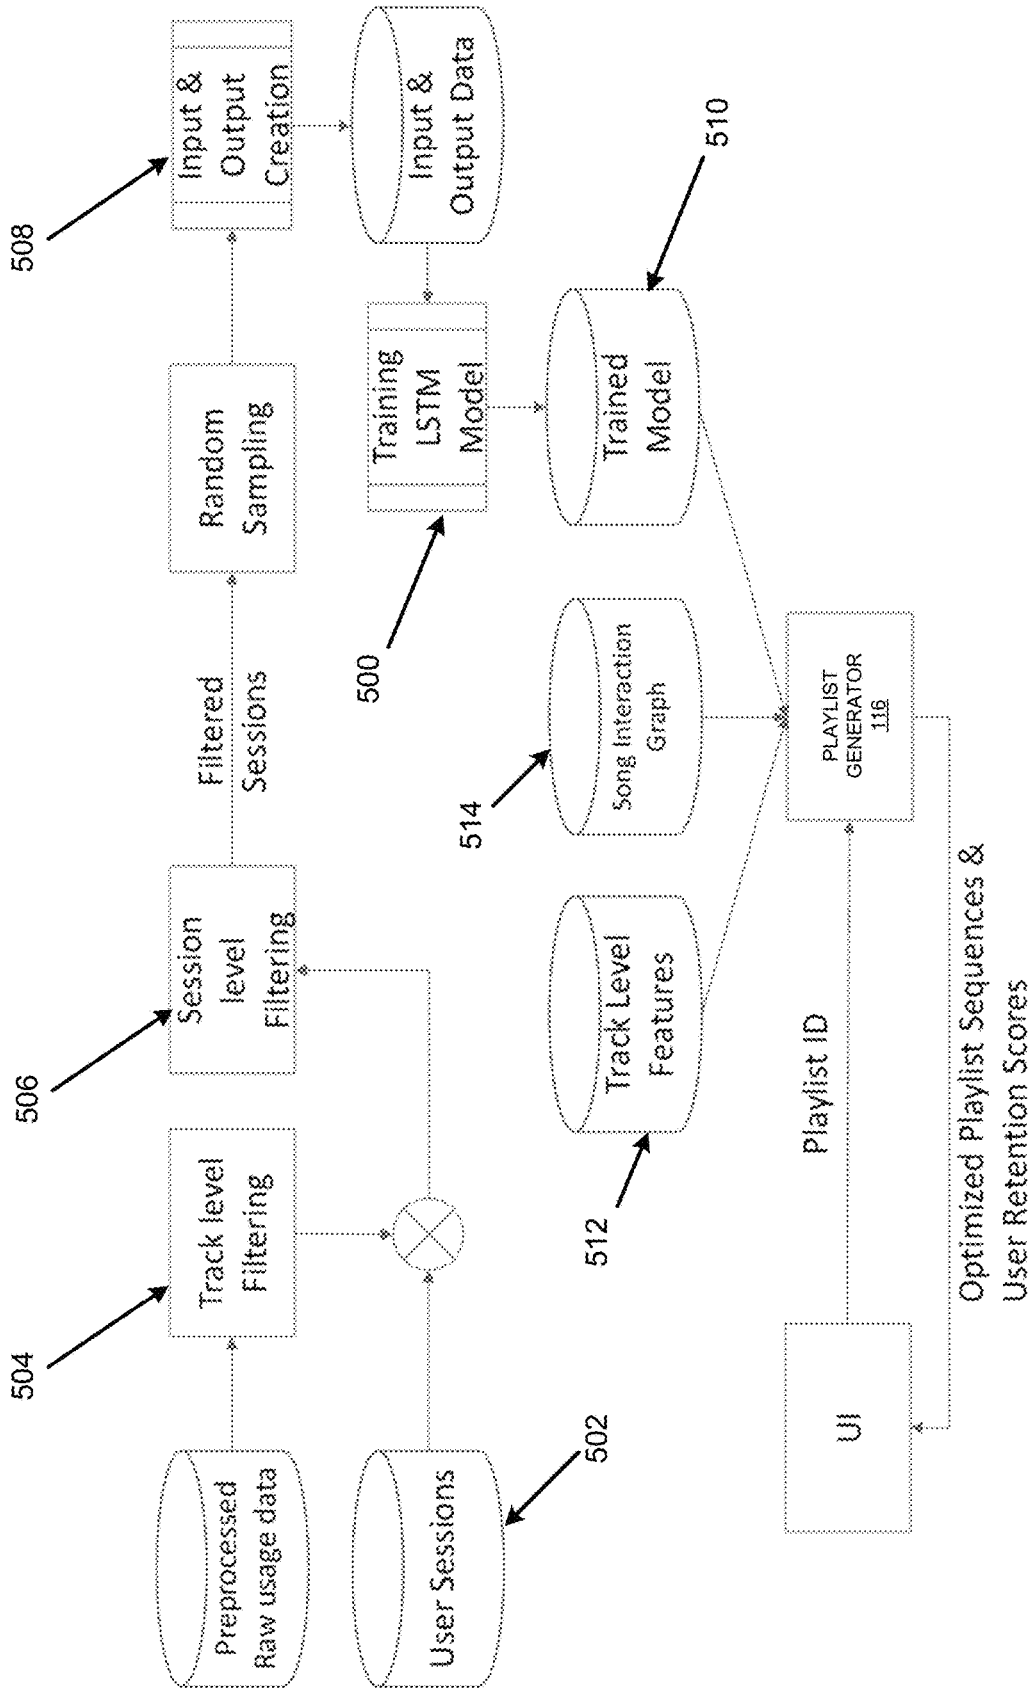 504
506
508
Preprocessed
Raw usage data
Track level
Filtering
Session
level
Filtering
Filtered
Sessions
Random
Sampling
Input &
Output
Creation
User Sessions
502
500
Training
LSTM
Model
Input &
Output Data
512
Track Level
Features
514
Song Interaction
Graph
Trained
Model
510
UI
Playlist ID
PLAYLIST
GENERATOR
116
Optimized Playlist Sequences &
User Retention Scores